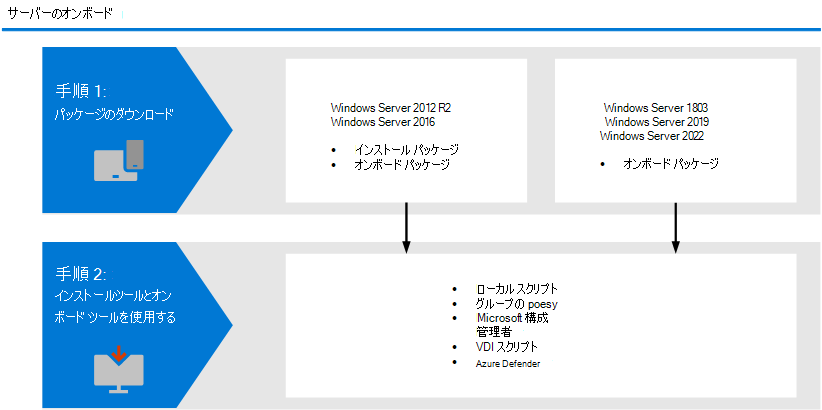 サーバーのオンボード
手順 1:
パッケージのダウンロード
Windows Server 2012 R2
Windows Server 2016
• インストール パッケージ
• オンボード パッケージ
Windows Server 1803
Windows Server 2019
Windows Server 2022
• オンボード パッケージ
手順 2:
インストールツールとオン
ボード ツールを使用する
• ローカル スクリプト
• グループの poesy
• Microsoft 構成
管理者
• VDI スクリプト
• Azure Defender